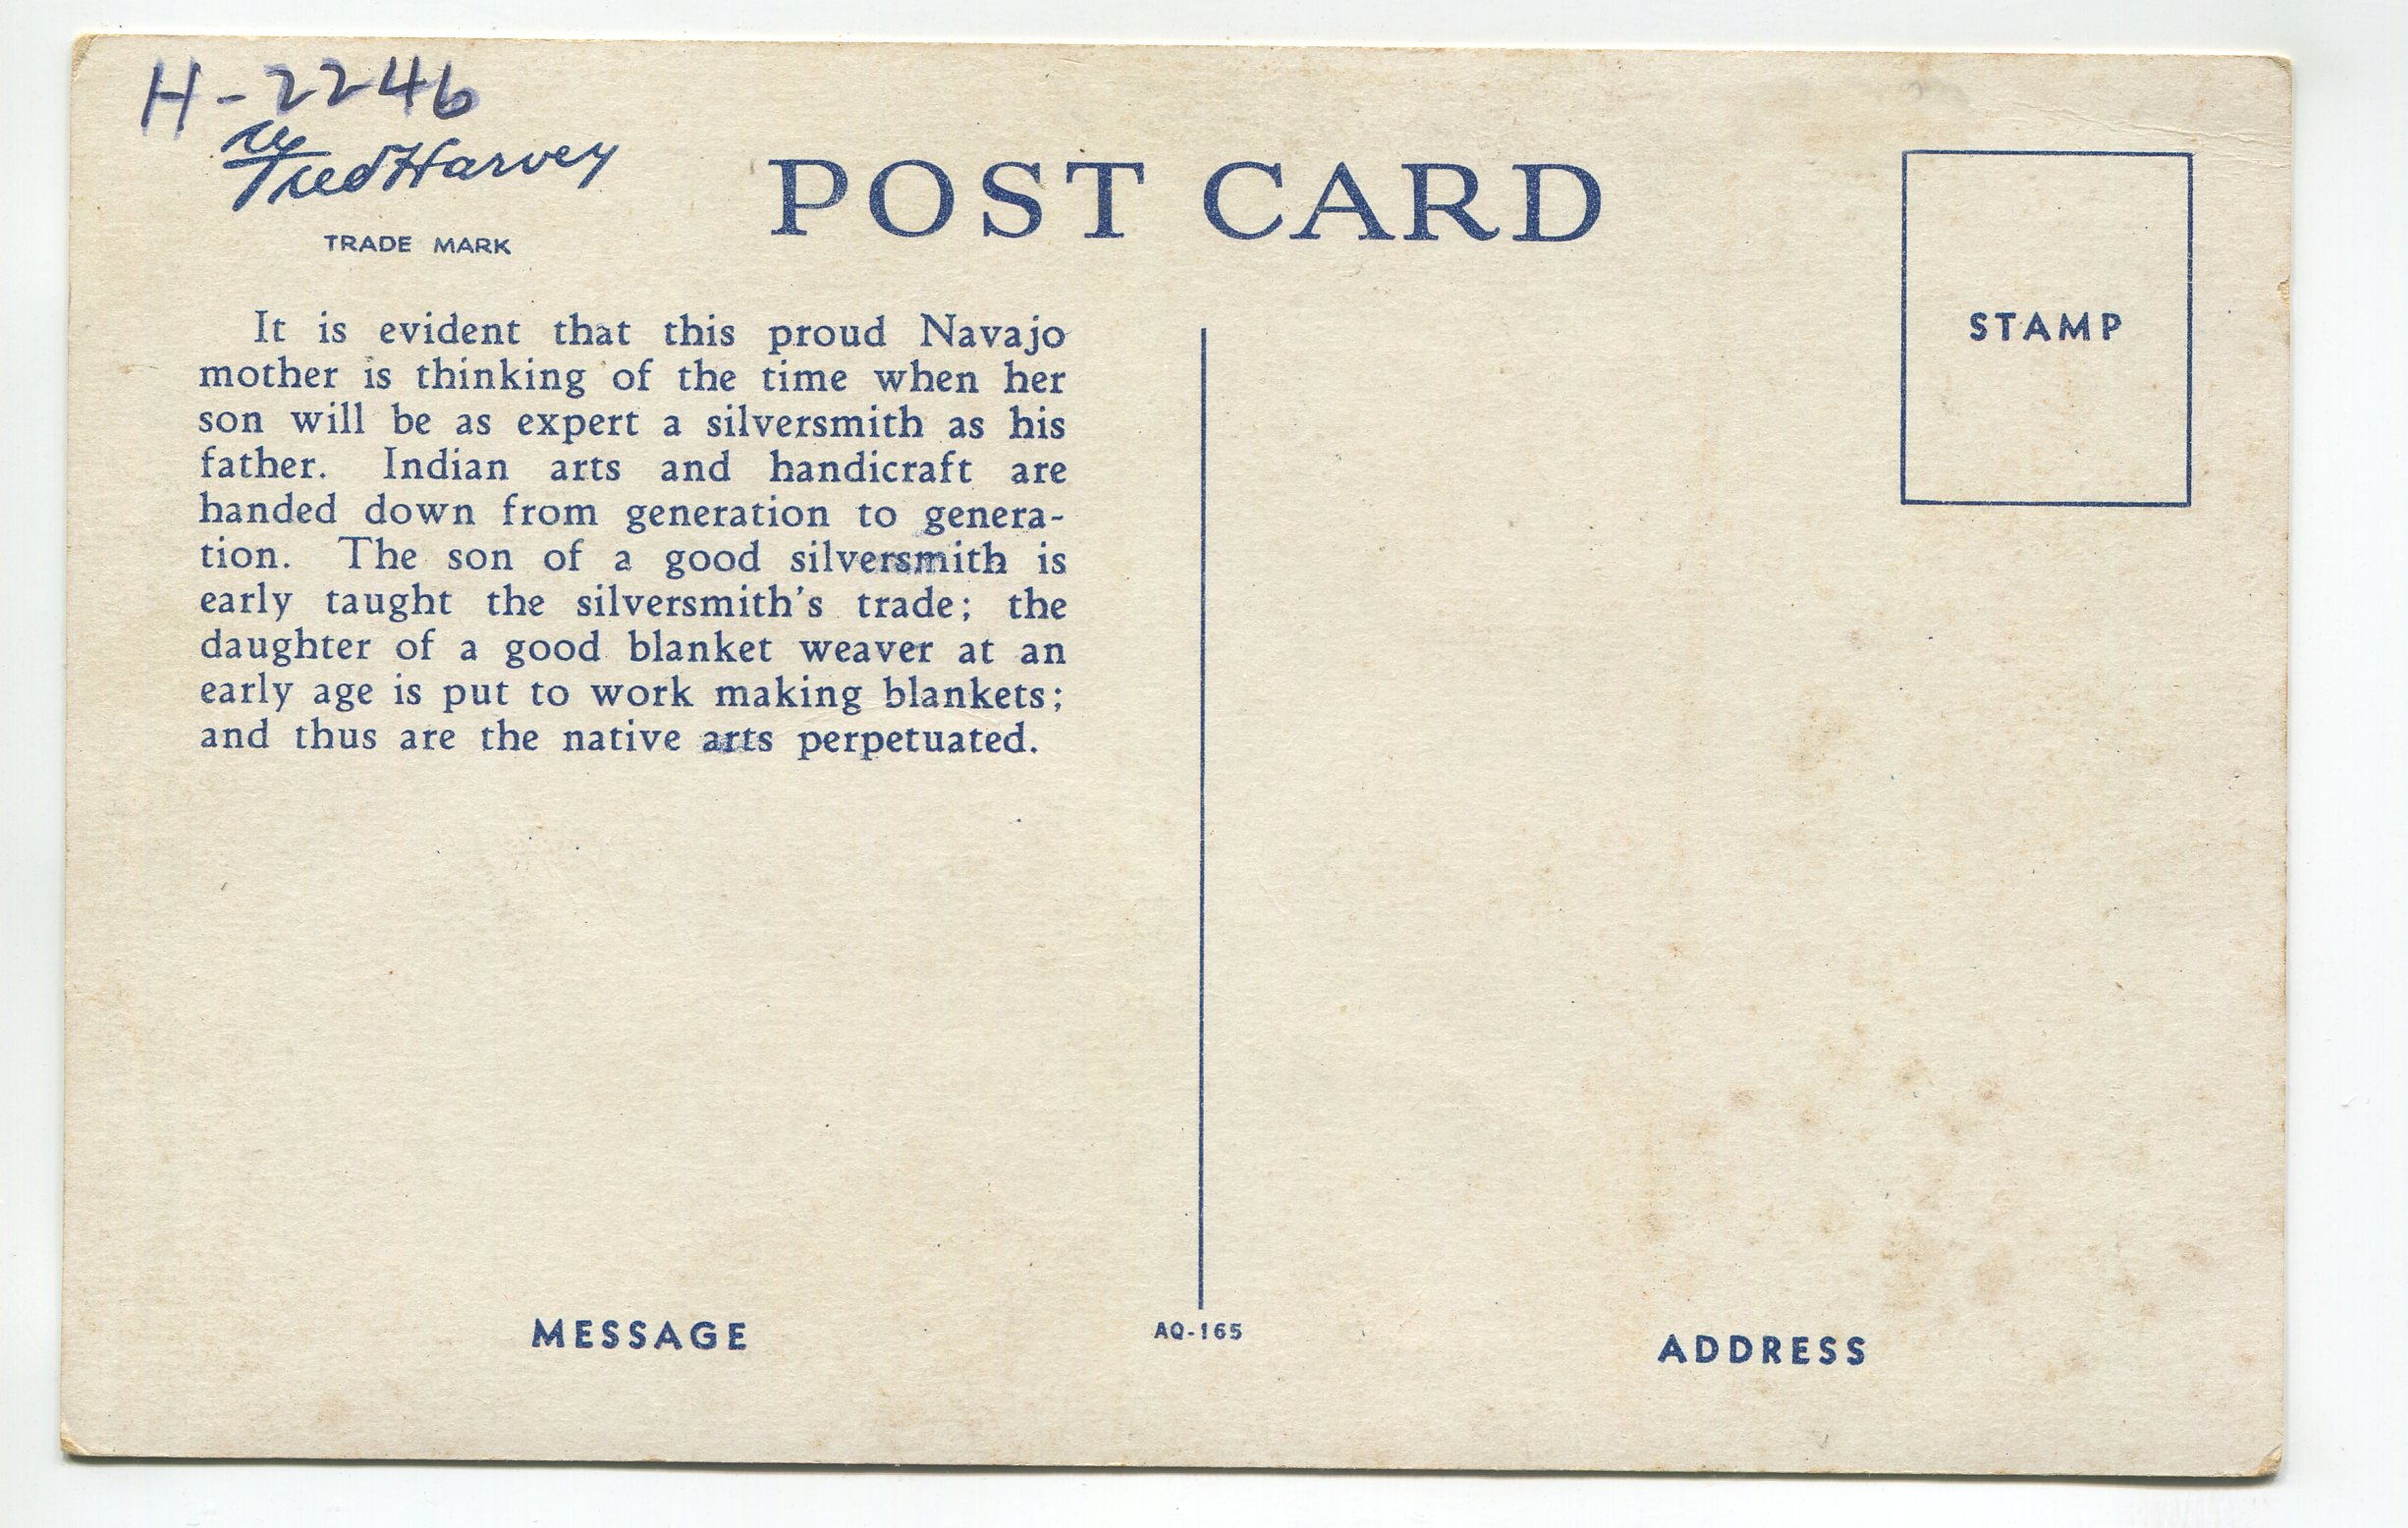 H-2246
Fred Harvey
TRADE MARK
POST CARD
STAMP
It is evident that this proud Navajo
mother is thinking of the time when her
son will be as expert a silversmith as his
father. Indian arts and handicraft are
handed down from generation to genera-
tion. The son of a good silversmith is
early taught the silversmith's trade; the
daughter of a good blanket weaver at an
early age is put to work making blankets;
and thus are the native arts perpetuated.
MESSAGE
AQ-165
ADDRESS